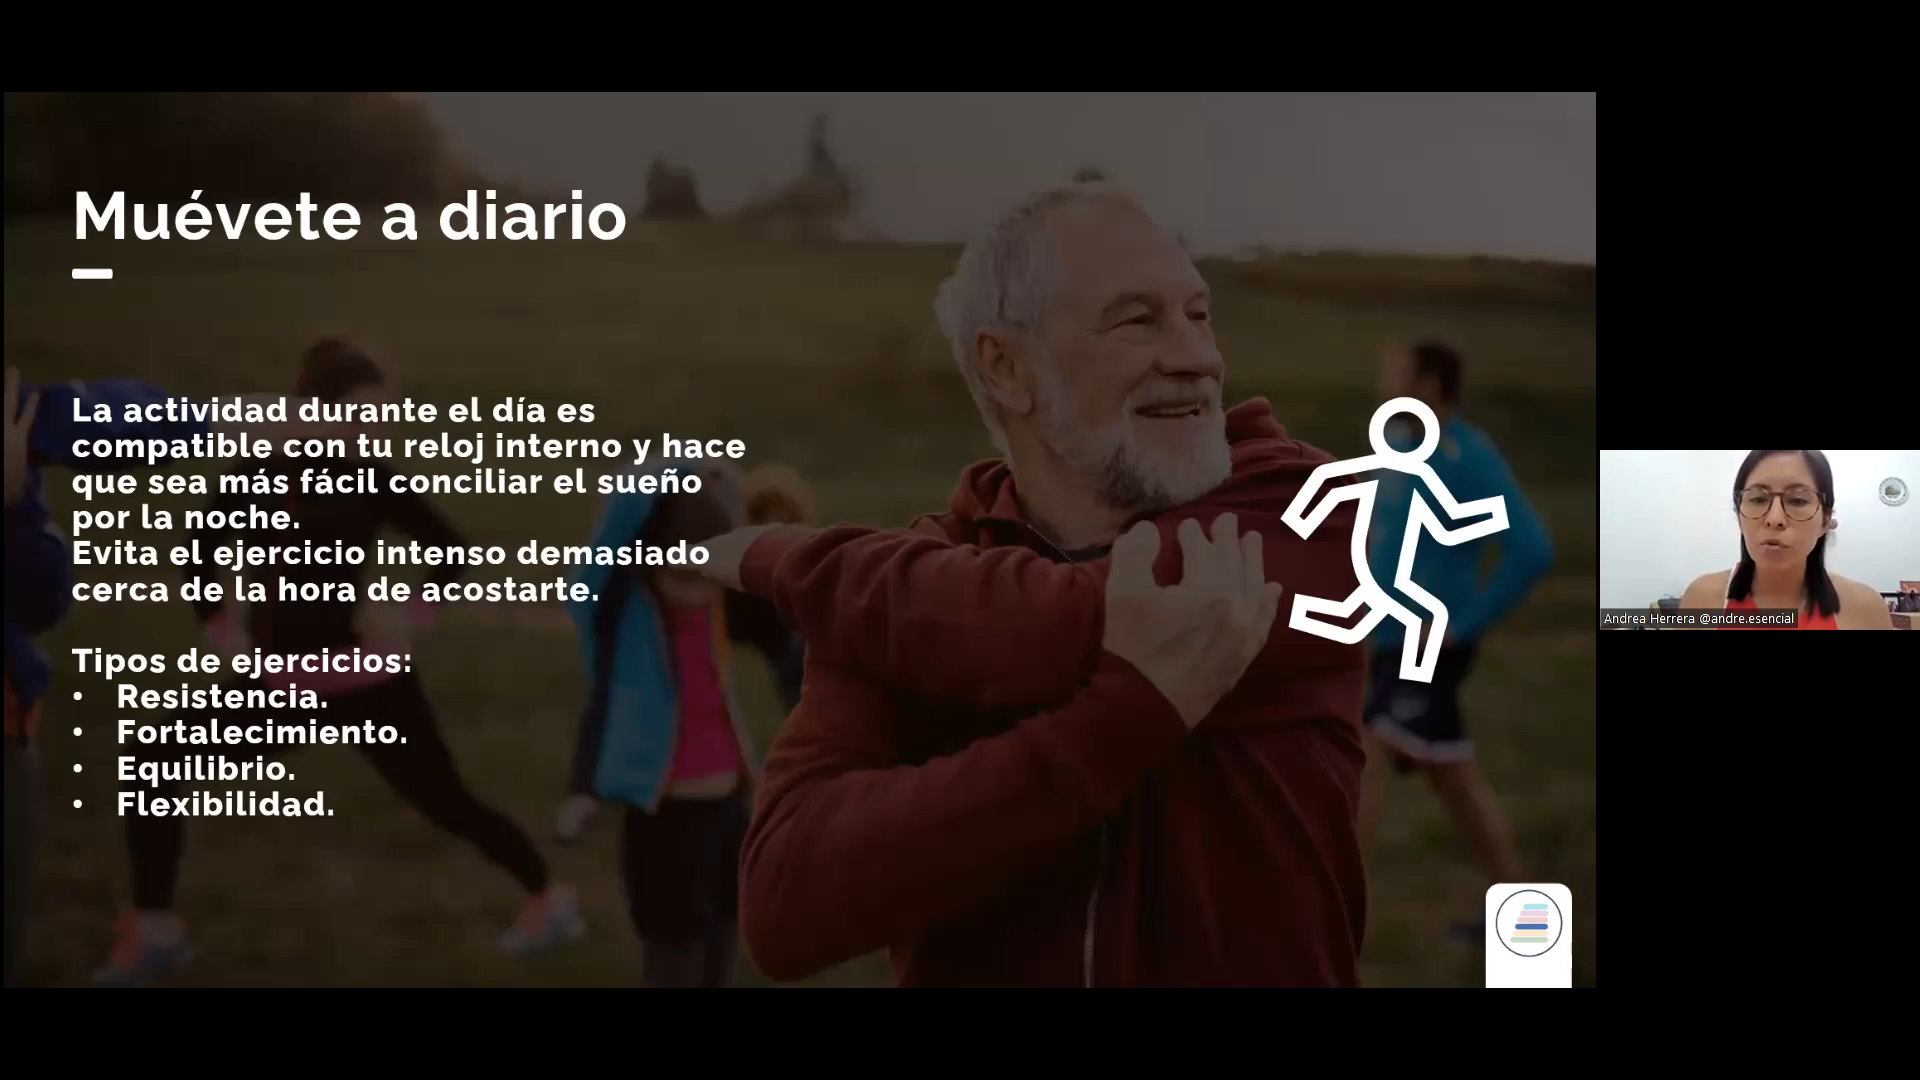 Muévete a diario
La actividad durante el día es
compatible con tu reloj interno y hace
que sea más fácil conciliar el sueño
por la noche.
Evita el ejercicio intenso demasiado
cerca de la hora de acostarte.
Tipos de ejercicios:
• Resistencia.
• Fortalecimiento.
• Equilibrio.
• Flexibilidad.
Andrea Herrera @andre.esencial